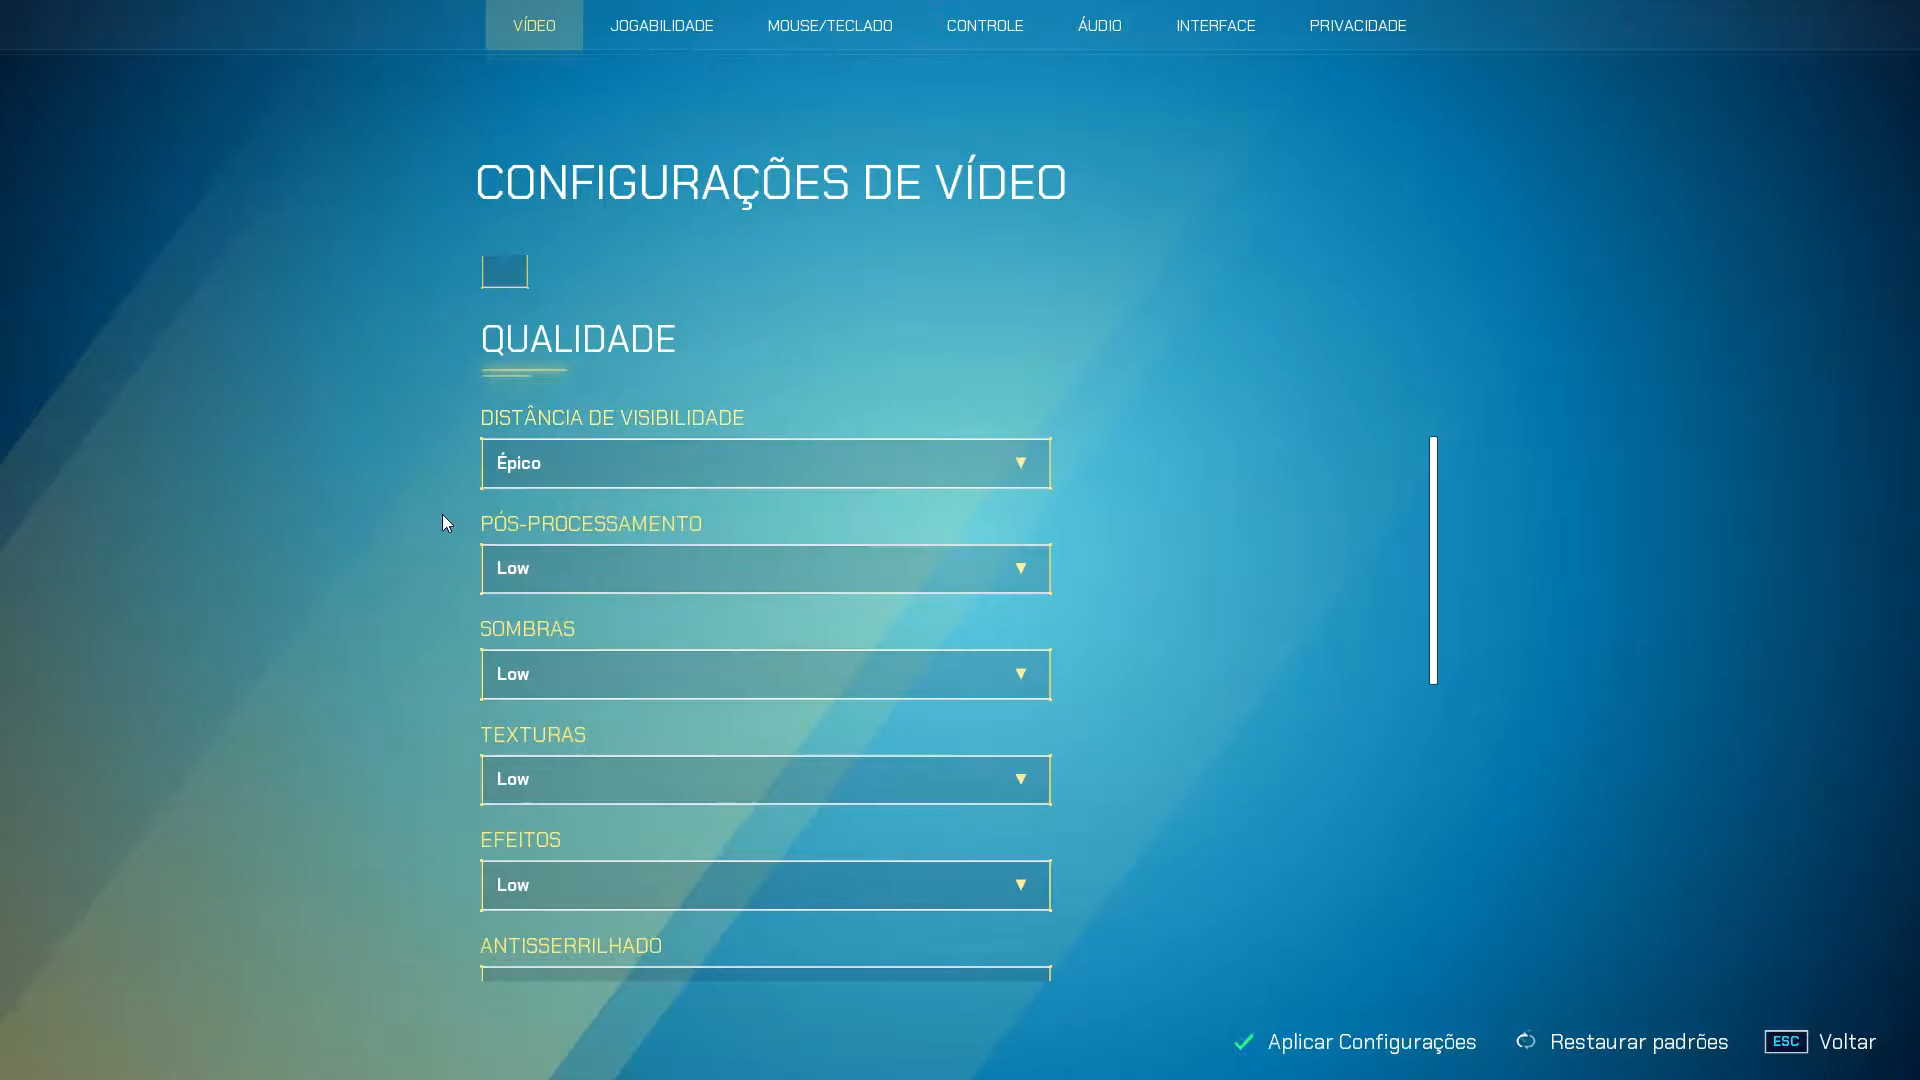 VÍDEO JOGABILIDADE MOUSE/TECLADO CONTROLE ÁUDIO INTERFACE PRIVACIDADE
CONFIGURAÇÕES DE VÍDEO
QUALIDADE
DISTÂNCIA DE VISIBILIDADE
Épico
PÓS-PROCESSAMENTO
Low
SOMBRAS
Low
TEXTURAS
Low
EFEITOS
Low
ANTISSERRILHADO
Aplicar Configurações Restaurar padrões ESC Voltar